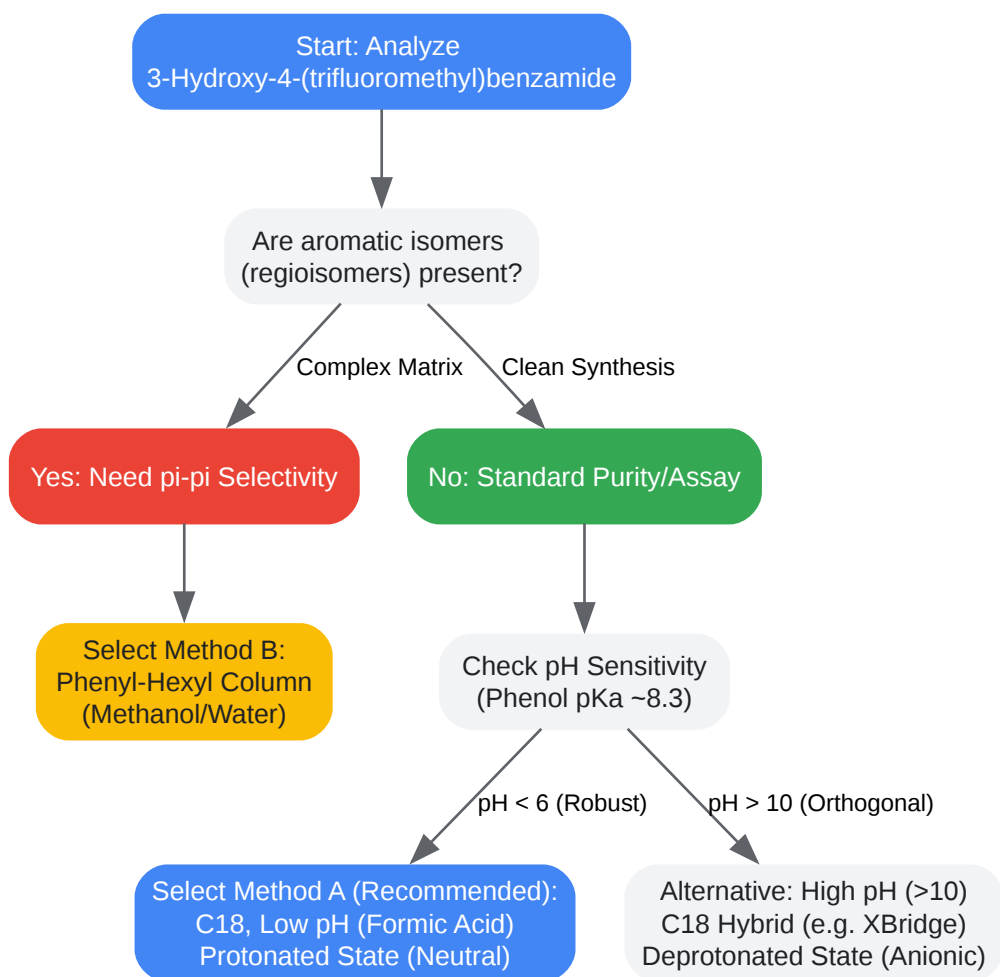 Start: Analyze
3-Hydroxy-4-(trifluoromethyl)benzamide
Are aromatic isomers
(regioisomers) present?
Complex Matrix
Clean Synthesis
Yes: Need pi-pi Selectivity
No: Standard Purity/Assay
Select Method B:
Phenyl-Hexyl Column
(Methanol/Water)
Check pH Sensitivity
(Phenol pKa ~8.3)
pH < 6 (Robust)
pH > 10 (Orthogonal)
Select Method A (Recommended):
C18, Low pH (Formic Acid)
Protonated State (Neutral)
Alternative: High pH (>10)
C18 Hybrid (e.g. XBridge)
Deprotonated State (Anionic)